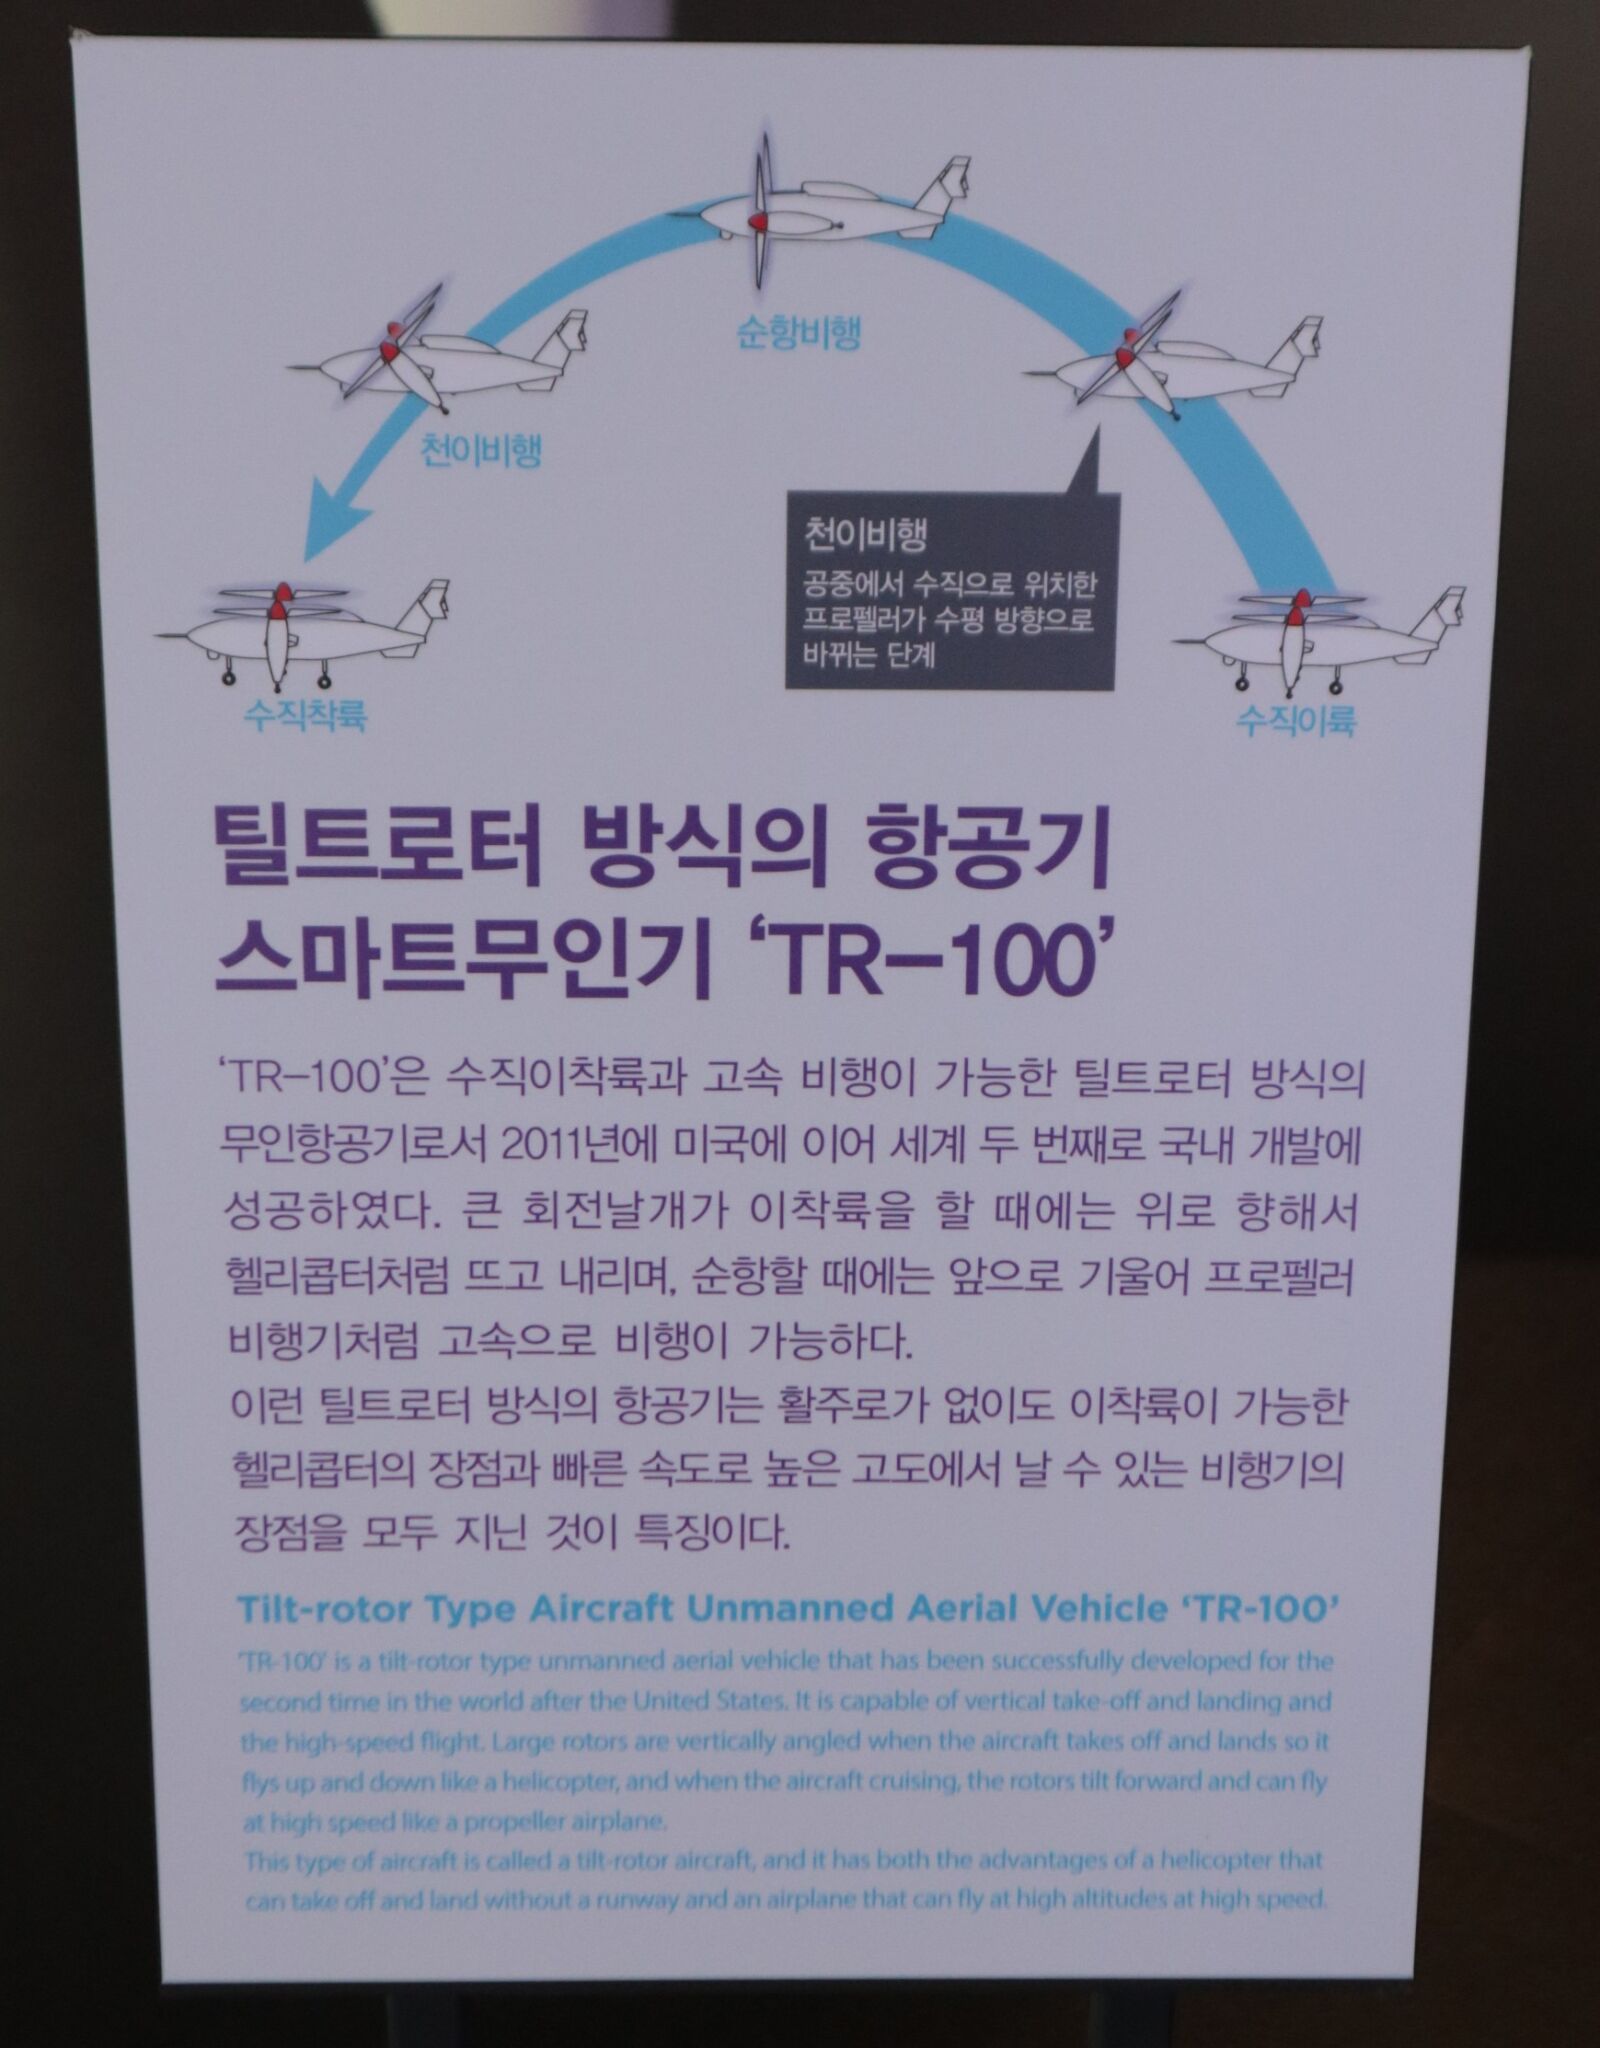 순항비행
천이비행
천이비행
공중에서 수직으로 위치한
프로펠러가 수평 방향으로
바뀌는 단계
수직착륙
수직이륙
틸트로터 방식의 항공기
스마트무인기 ‘TR-100’
‘TR-100’은 수직이착륙과 고속 비행이 가능한 틸트로터 방식의
무인항공기로서 2011년에 미국에 이어 세계 두 번째로 국내 개발에
성공하였다. 큰 회전날개가 이착륙을 할 때에는 위로 향해서
헬리콥터처럼 뜨고 내리며, 순항할 때에는 앞으로 기울어 프로펠러
비행기처럼 고속으로 비행이 가능하다.
이런 틸트로터 방식의 항공기는 활주로가 없이도 이착륙이 가능한
헬리콥터의 장점과 빠른 속도로 높은 고도에서 날 수 있는 비행기의
장점을 모두 지닌 것이 특징이다.
Tilt-rotor Type Aircraft Unmanned Aerial Vehicle ‘TR-100’
‘TR-100’ is a tilt-rotor type unmanned aerial vehicle that has been successfully developed for the
second time in the world after the United States. It is capable of vertical take-off and landing and
the high-speed flight. Large rotors are vertically angled when the aircraft takes off and lands so it
flys up and down like a helicopter, and when the aircraft cruising, the rotors tilt forward and can fly
at high speed like a propeller airplane.
This type of aircraft is called a tilt-rotor aircraft, and it has both the advantages of a helicopter that
can take off and land without a runway and an airplane that can fly at high altitudes at high speed.